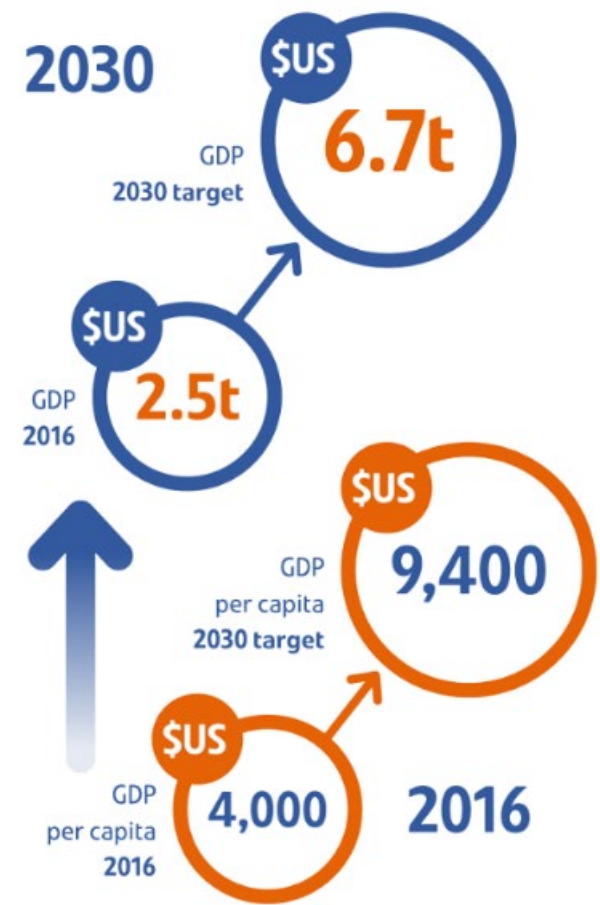 2030
$US
6.7t
GDP
2030 target
$US
2.5t
GDP
2016
$US
9,400
GDP
per capita
2030 target
$US
4,000
GDP
per capita
2016
2016